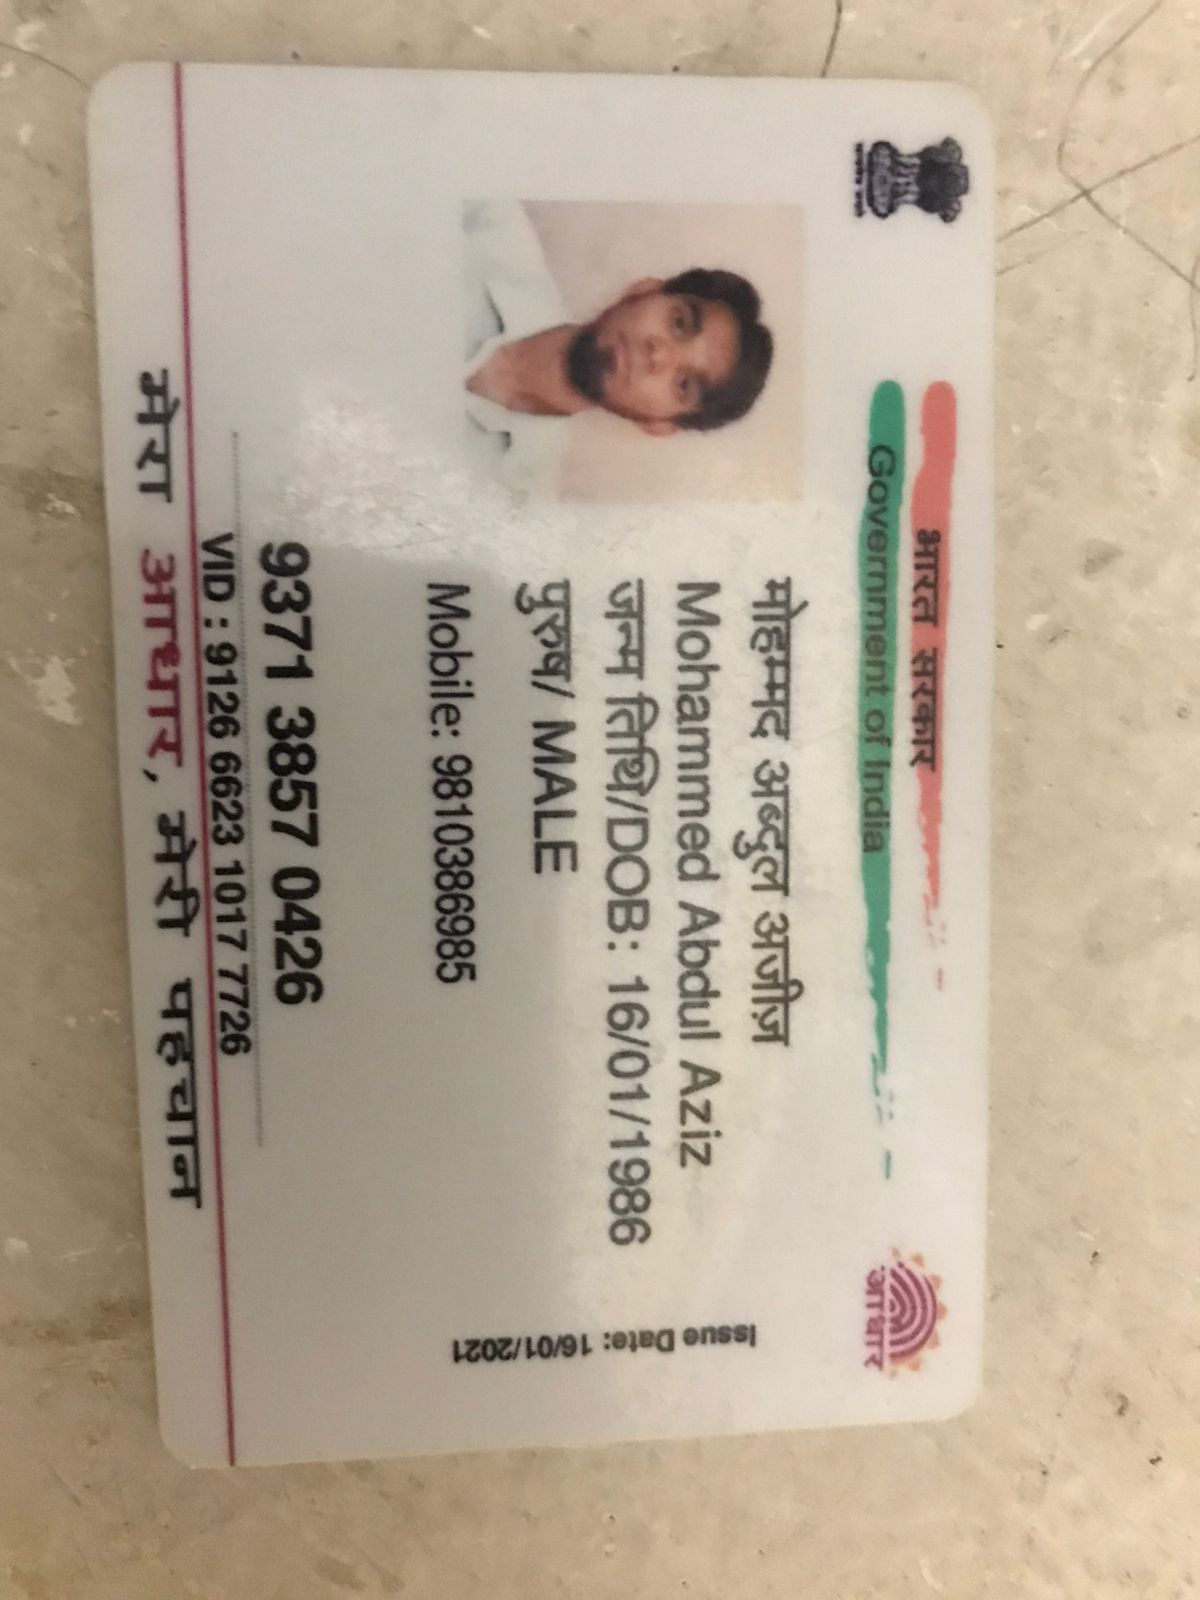 भारत सरकार
Government of India
आधार
मोहम्मद अब्दुल अजीज़
Mohammed Abdul Aziz
जन्म तिथि/DOB: 16/01/1986
पुरुष/ MALE
Mobile: 9810386985
Issue Date: 16/01/2021
9371 3857 0426
VID : 9126 6623 1017 7726
मेरा आधार, मेरी पहचान